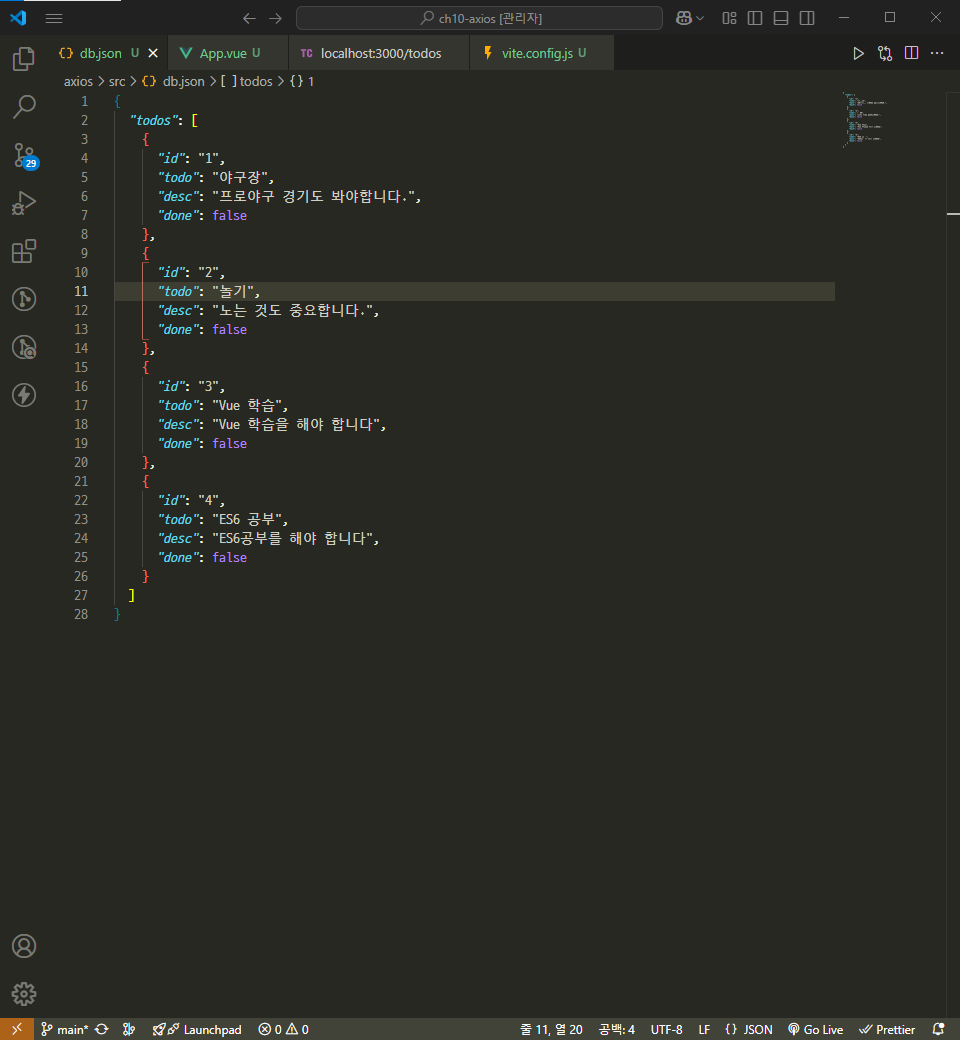 ch10-axios [관리자]
db.json U
App.vue U
TC localhost:3000/todos
vite.config.js U
axios > src > {} db.json > [ ] todos > {} 1
29
1 {
2 "todos": [
3 {
4 "id": "1",
5 "todo": "야구장",
6 "desc": "프로야구 경기도 봐야합니다.",
7 "done": false
8 },
9 {
10 "id": "2",
11 "todo": "놀기",
12 "desc": "노는 것도 중요합니다.",
13 "done": false
14 },
15 {
16 "id": "3",
17 "todo": "Vue 학습",
18 "desc": "Vue 학습을 해야 합니다",
19 "done": false
20 },
21 {
22 "id": "4",
23 "todo": "ES6 공부",
24 "desc": "ES6공부를 해야 합니다",
25 "done": false
26 }
27 ]
28 }
main* Launchpad 0 0 줄 11, 열 20 공백: 4 UTF-8 LF {} JSON Go Live Prettier